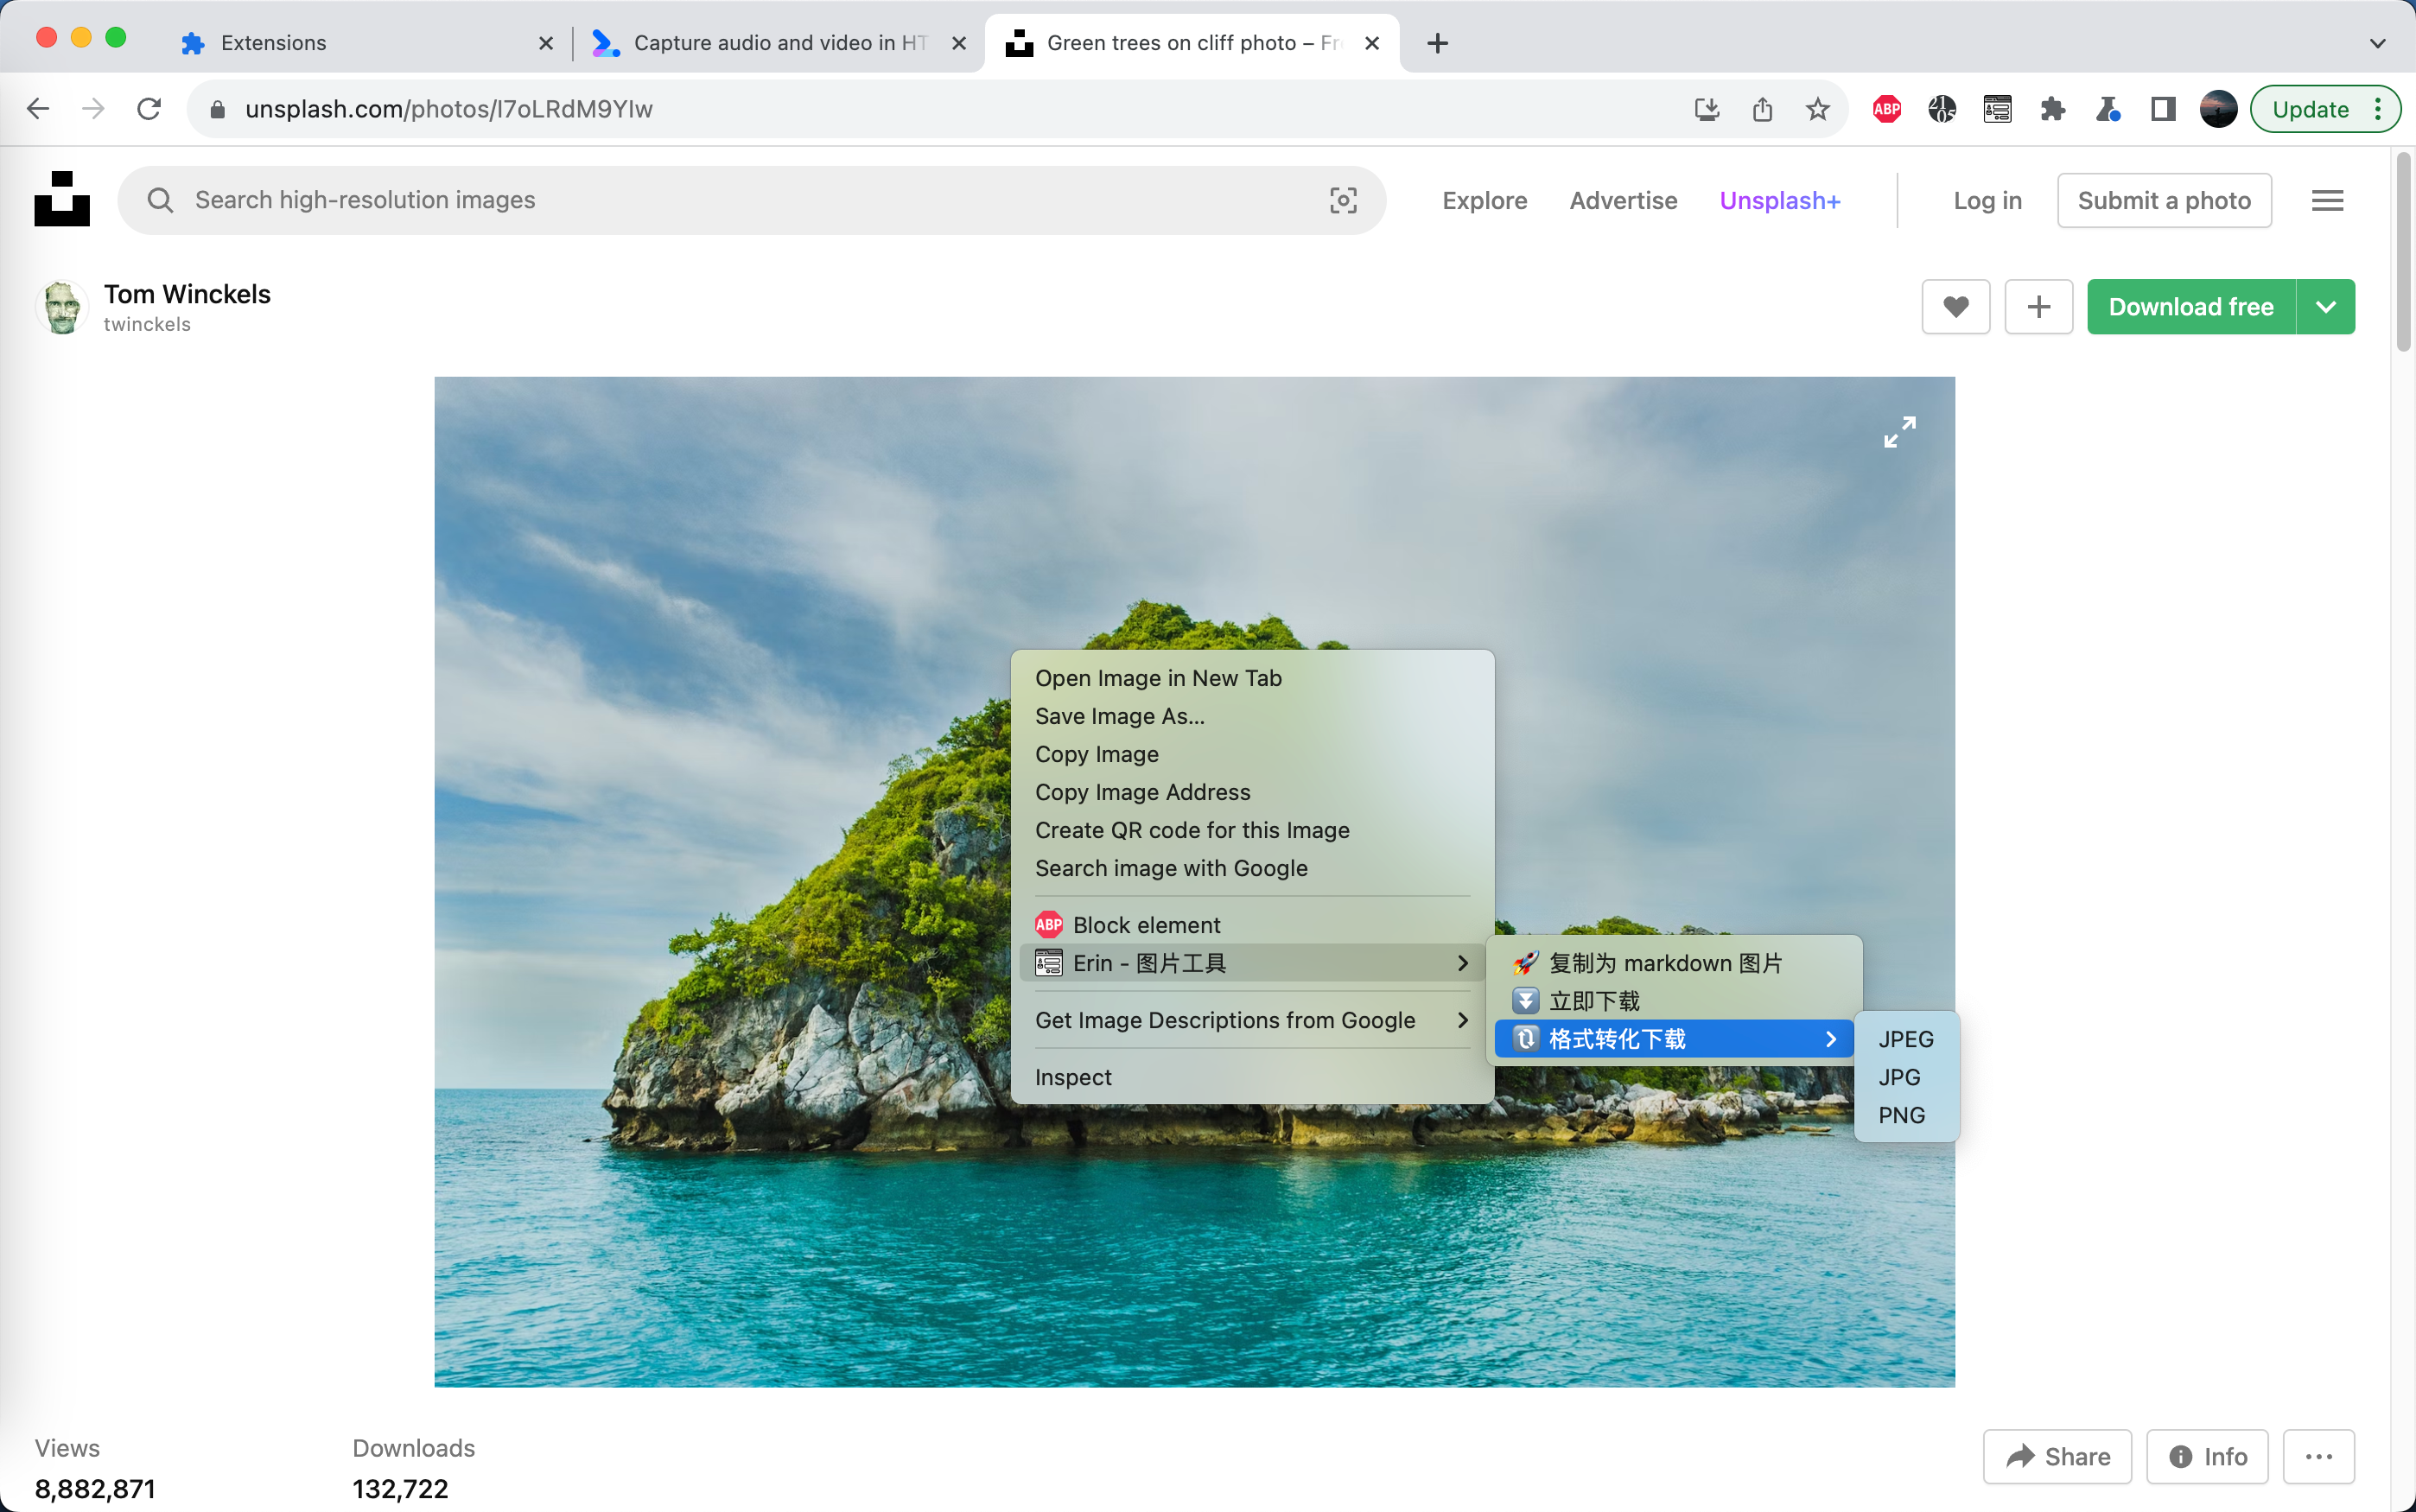 Extensions
Capture audio and video in HT
Green trees on cliff photo – Fr
unsplash.com/photos/I7oLRdM9YIw
ABP
21
05
Update
Search high-resolution images
Explore
Advertise
Unsplash+
Log in
Submit a photo
Tom Winckels
twinckels
Download free
Open Image in New Tab
Save Image As...
Copy Image
Copy Image Address
Create QR code for this Image
Search image with Google
ABP Block element
Erin - 图片工具
Get Image Descriptions from Google
Inspect
复制为 markdown 图片
立即下载
格式转化下载
JPEG
JPG
PNG
Views
8,882,871
Downloads
132,722
Share
Info